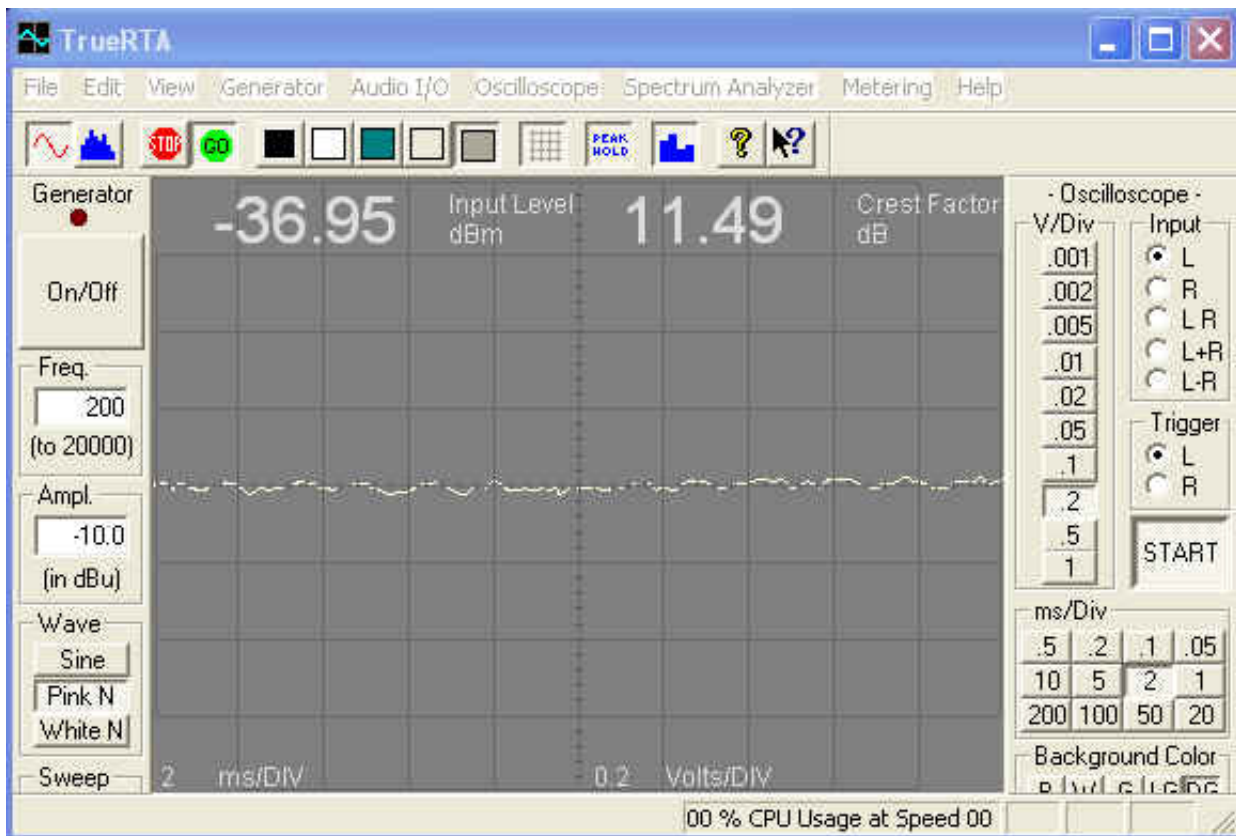 TrueRTA
File Edit View Generator Audio I/O Oscilloscope Spectrum Analyzer Metering Help
STOP GO PEAK HOLD ? ?
Generator
On/Off
Freq.
200
(to 20000)
Ampl.
-10.0
(in dBu)
Wave
Sine
Pink N
White N
Sweep
-36.95 Input Level dBm 11.49 Crest Factor dB
2 ms/DIV 0.2 Volts/DIV
- Oscilloscope -
V/Div
.001
.002
.005
.01
.02
.05
.1
.2
.5
1
Input
L
R
L R
L+R
L-R
Trigger
L
R
START
ms/Div
.5 .2 .1 .05
10 5 2 1
200 100 50 20
Background Color
B W G LG DG
00 % CPU Usage at Speed 00